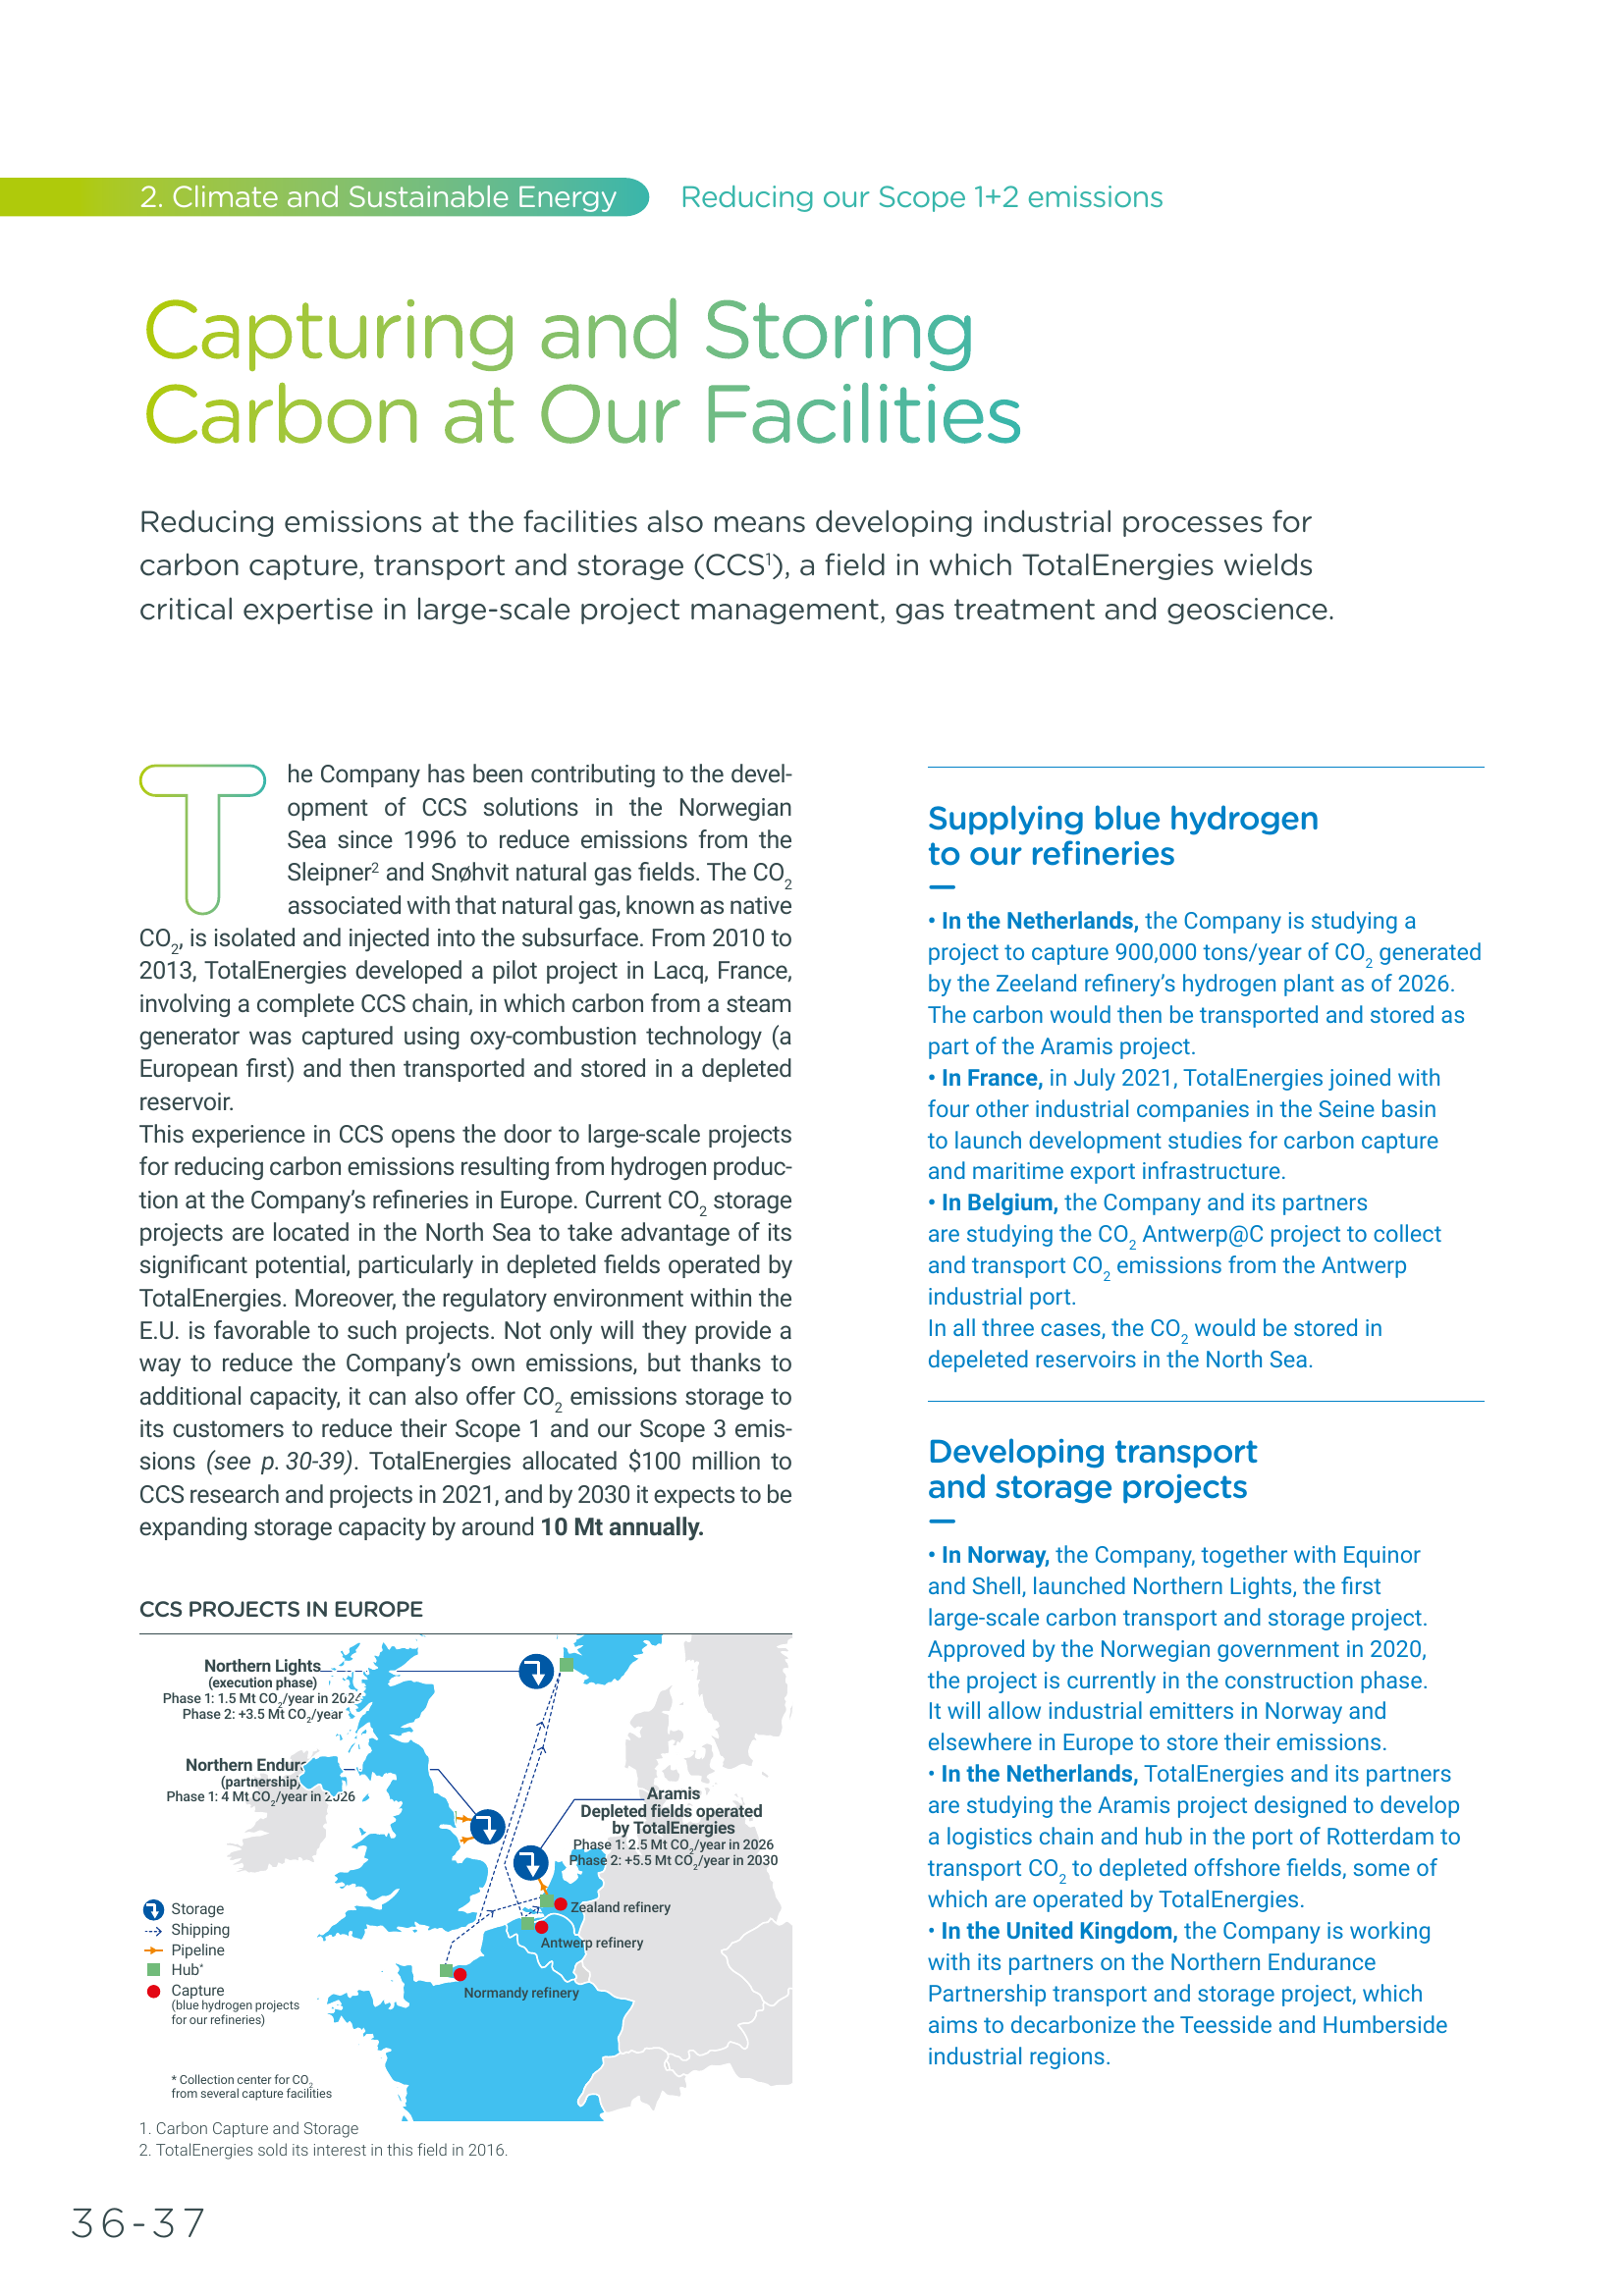 2. Climate and Sustainable Energy
Reducing our Scope 1+2 emissions
Capturing and Storing
Carbon at Our Facilities
Reducing emissions at the facilities also means developing industrial processes for
carbon capture, transport and storage (CCS¹), a field in which TotalEnergies wields
critical expertise in large-scale project management, gas treatment and geoscience.
The Company has been contributing to the devel-
opment of CCS solutions in the Norwegian
Sea since 1996 to reduce emissions from the
Sleipner² and Snøhvit natural gas fields. The CO₂
associated with that natural gas, known as native
CO₂, is isolated and injected into the subsurface. From 2010 to
2013, TotalEnergies developed a pilot project in Lacq, France,
involving a complete CCS chain, in which carbon from a steam
generator was captured using oxy-combustion technology (a
European first) and then transported and stored in a depleted
reservoir.
This experience in CCS opens the door to large-scale projects
for reducing carbon emissions resulting from hydrogen produc-
tion at the Company's refineries in Europe. Current CO₂ storage
projects are located in the North Sea to take advantage of its
significant potential, particularly in depleted fields operated by
TotalEnergies. Moreover, the regulatory environment within the
E.U. is favorable to such projects. Not only will they provide a
way to reduce the Company's own emissions, but thanks to
additional capacity, it can also offer CO₂ emissions storage to
its customers to reduce their Scope 1 and our Scope 3 emis-
sions (see p. 30-39). TotalEnergies allocated $100 million to
CCS research and projects in 2021, and by 2030 it expects to be
expanding storage capacity by around 10 Mt annually.
CCS PROJECTS IN EUROPE
Northern Lights
(execution phase)
Phase 1: 1.5 Mt CO₂/year in 2024
Phase 2: +3.5 Mt CO₂/year
Northern Endur
(partnership)
Phase 1: 4 Mt CO₂/year in 2026
Aramis
Depleted fields operated
by TotalEnergies
Phase 1: 2.5 Mt CO₂/year in 2026
Phase 2: +5.5 Mt CO₂/year in 2030
Zealand refinery
Antwerp refinery
Normandy refinery
Storage
Shipping
Pipeline
Hub*
Capture
(blue hydrogen projects
for our refineries)
* Collection center for CO₂
from several capture facilities
1. Carbon Capture and Storage
2. TotalEnergies sold its interest in this field in 2016.
Supplying blue hydrogen
to our refineries
• In the Netherlands, the Company is studying a
project to capture 900,000 tons/year of CO₂ generated
by the Zeeland refinery's hydrogen plant as of 2026.
The carbon would then be transported and stored as
part of the Aramis project.
• In France, in July 2021, TotalEnergies joined with
four other industrial companies in the Seine basin
to launch development studies for carbon capture
and maritime export infrastructure.
• In Belgium, the Company and its partners
are studying the CO₂ Antwerp@C project to collect
and transport CO₂ emissions from the Antwerp
industrial port.
In all three cases, the CO₂ would be stored in
depeleted reservoirs in the North Sea.
Developing transport
and storage projects
• In Norway, the Company, together with Equinor
and Shell, launched Northern Lights, the first
large-scale carbon transport and storage project.
Approved by the Norwegian government in 2020,
the project is currently in the construction phase.
It will allow industrial emitters in Norway and
elsewhere in Europe to store their emissions.
• In the Netherlands, TotalEnergies and its partners
are studying the Aramis project designed to develop
a logistics chain and hub in the port of Rotterdam to
transport CO₂ to depleted offshore fields, some of
which are operated by TotalEnergies.
• In the United Kingdom, the Company is working
with its partners on the Northern Endurance
Partnership transport and storage project, which
aims to decarbonize the Teesside and Humberside
industrial regions.
36-37